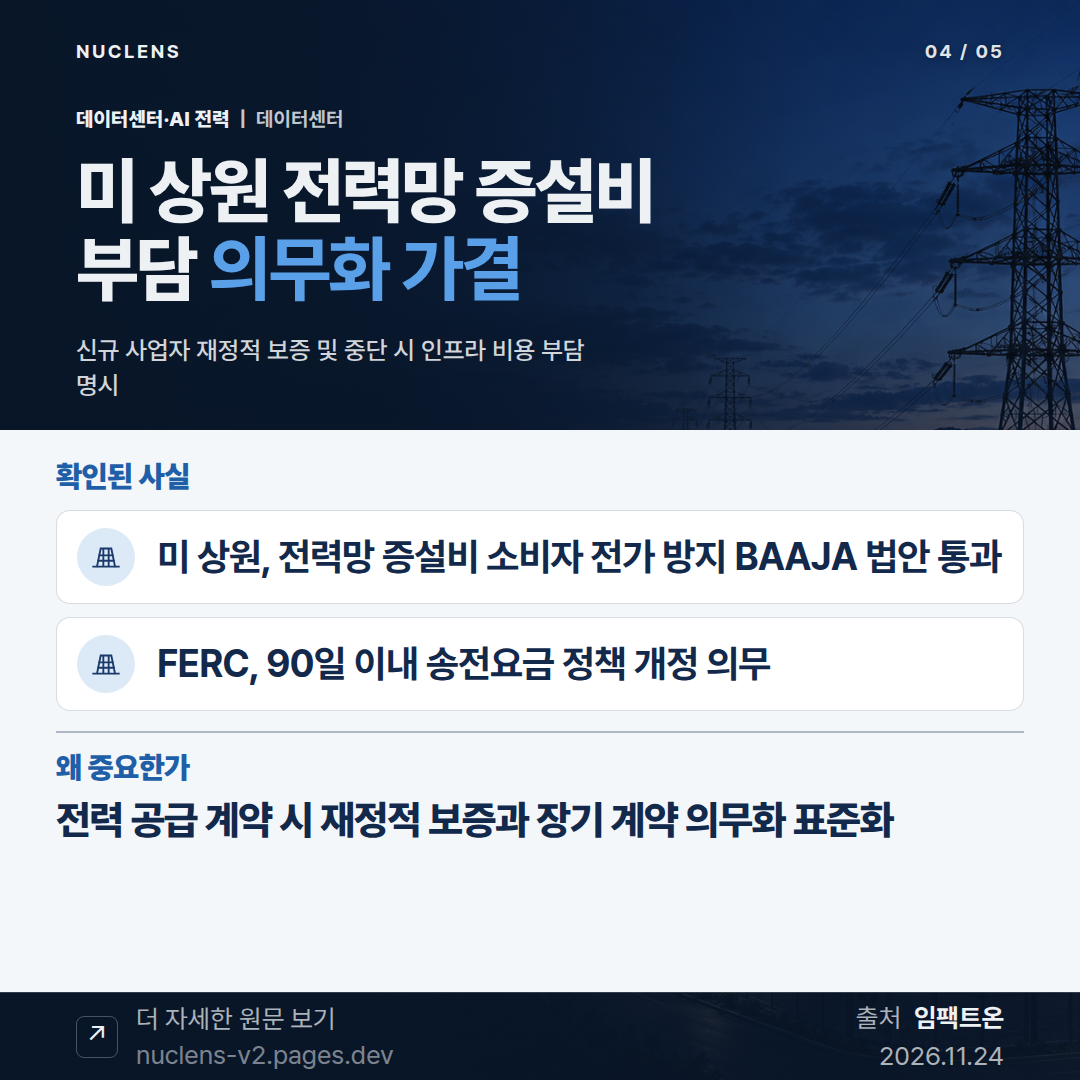 NUCLENS
04 / 05
데이터센터·AI 전력 | 데이터센터
미 상원 전력망 증설비
부담 의무화 가결
신규 사업자 재정적 보증 및 중단 시 인프라 비용 부담
명시
확인된 사실
미 상원, 전력망 증설비 소비자 전가 방지 BAAJA 법안 통과
FERC, 90일 이내 송전요금 정책 개정 의무
왜 중요한가
전력 공급 계약 시 재정적 보증과 장기 계약 의무화 표준화
더 자세한 원문 보기
nuclens-v2.pages.dev
출처 임팩트온
2026.11.24